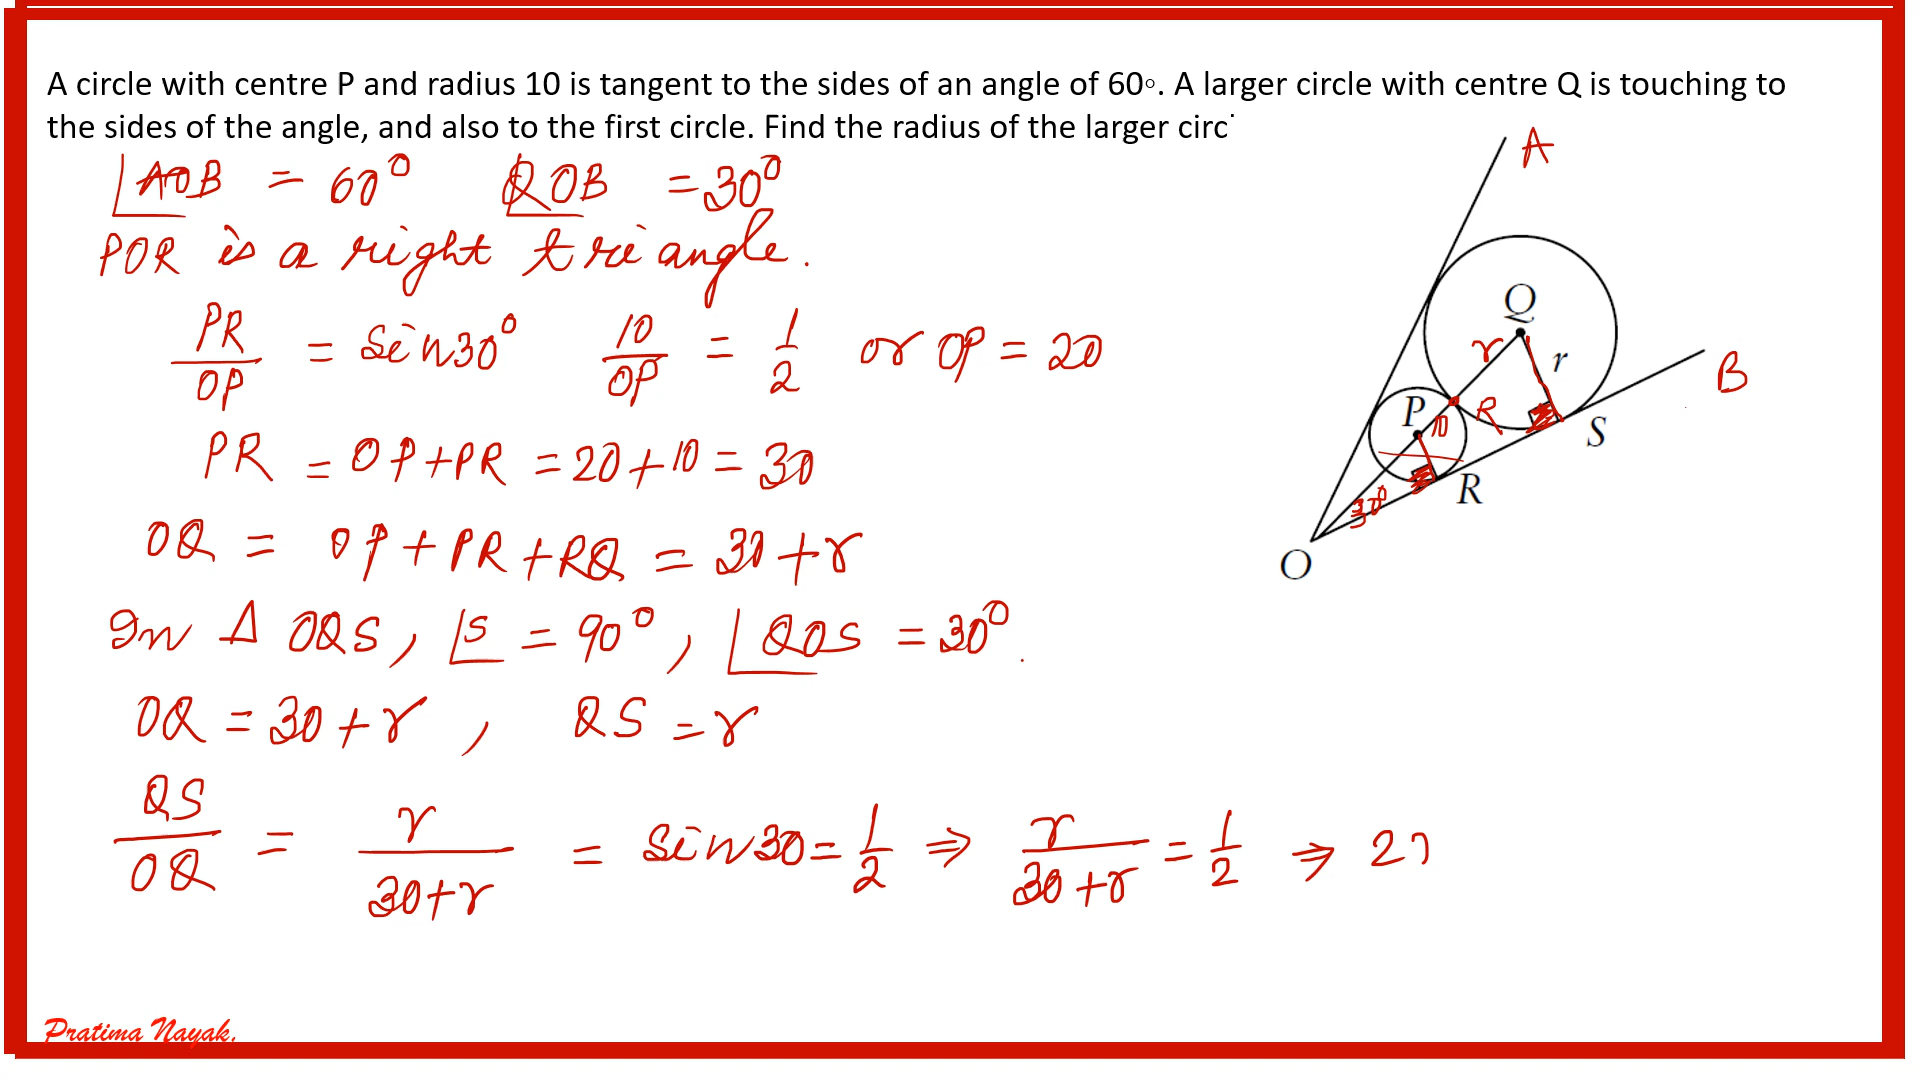 A circle with centre P and radius 10 is tangent to the sides of an angle of 60◦. A larger circle with centre Q is touching to
the sides of the angle, and also to the first circle. Find the radius of the larger circ
∠AOB = 60° ∠QOB = 30°
POR is a right triangle.
PR/OP = Sin30° 10/OP = 1/2 or OP = 20
PR = OP+PR = 20+10 = 30
OQ = OP+PR+RQ = 30+r
In Δ OQS, ∠S = 90°, ∠QOS = 30°.
OQ = 30+r, QS = r
QS/OQ = r/30+r = Sin30 = 1/2 ⇒ r/30+r = 1/2 ⇒ 2
A
Q
r
r
B
P
10
R
S
30°
R
O
Pratima Nayak.